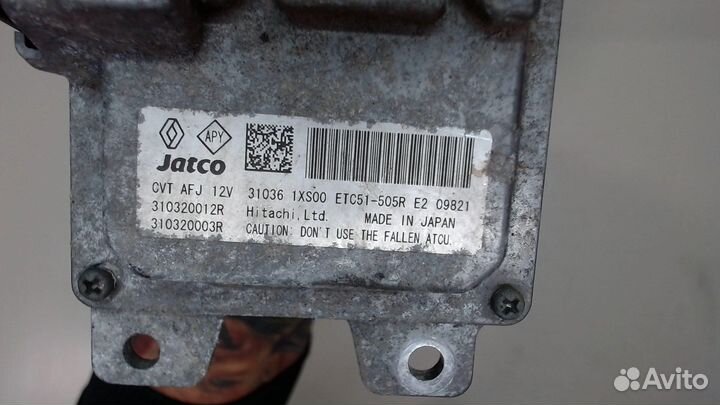 APY
Jatco
CVT AFJ 12V 31036 1XS00 ETC51-505R E2 09821
310320012R Hitachi,Ltd. MADE IN JAPAN
310320003R CAUTION: DON'T USE THE FALLEN ATCU.
Avito